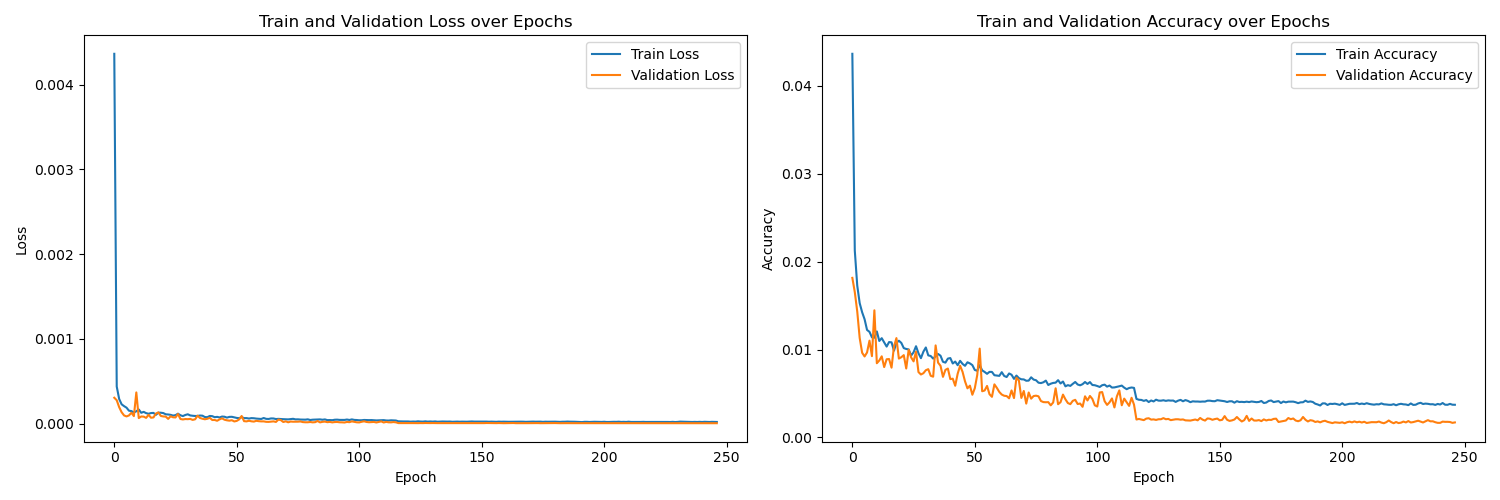 Train and Validation Loss over Epochs
Train Loss
Validation Loss
Loss
0.004
0.003
0.002
0.001
0.000
0
50
100
150
200
250
Epoch
Train and Validation Accuracy over Epochs
Train Accuracy
Validation Accuracy
Accuracy
0.04
0.03
0.02
0.01
0.00
0
50
100
150
200
250
Epoch